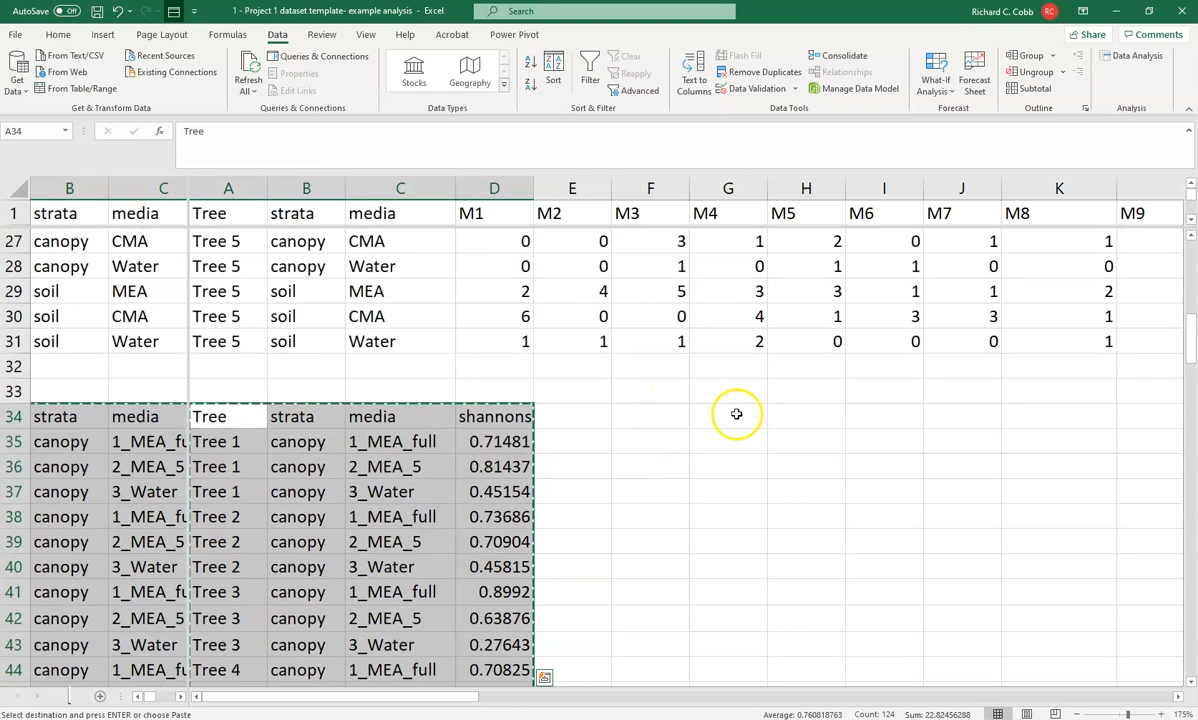 AutoSave Off 1 - Project 1 dataset template- example analysis - Excel Search Richard C. Cobb RC
File Home Insert Page Layout Formulas Data Review View Help Acrobat Power Pivot Share Comments
Get Data From Text/CSV From Web From Table/Range Recent Sources Existing Connections
Get & Transform Data
Refresh All Queries & Connections Properties Edit Links
Queries & Connections
Stocks Geography
Data Types
Sort Filter Clear Reapply Advanced
Sort & Filter
Text to Columns Flash Fill Remove Duplicates Data Validation Consolidate Relationships Manage Data Model
Data Tools
What-If Analysis Forecast Sheet
Forecast
Group Ungroup Subtotal
Outline
Data Analysis
Analysis
A34 fx Tree
B C A B C D E F G H I J K
1 strata media Tree strata media M1 M2 M3 M4 M5 M6 M7 M8 M9
27 canopy CMA Tree 5 canopy CMA 0 0 3 1 2 0 1 1
28 canopy Water Tree 5 canopy Water 0 0 1 0 1 1 0 0
29 soil MEA Tree 5 soil MEA 2 4 5 3 3 1 1 2
30 soil CMA Tree 5 soil CMA 6 0 0 4 1 3 3 1
31 soil Water Tree 5 soil Water 1 1 1 2 0 0 0 1
32
33
34 strata media Tree strata media shannons
35 canopy 1_MEA_fu Tree 1 canopy 1_MEA_full 0.71481
36 canopy 2_MEA_5 Tree 1 canopy 2_MEA_5 0.81437
37 canopy 3_Water Tree 1 canopy 3_Water 0.45154
38 canopy 1_MEA_fu Tree 2 canopy 1_MEA_full 0.73686
39 canopy 2_MEA_5 Tree 2 canopy 2_MEA_5 0.70904
40 canopy 3_Water Tree 2 canopy 3_Water 0.45815
41 canopy 1_MEA_fu Tree 3 canopy 1_MEA_full 0.8992
42 canopy 2_MEA_5 Tree 3 canopy 2_MEA_5 0.63876
43 canopy 3_Water Tree 3 canopy 3_Water 0.27643
44 canopy 1_MEA_fu Tree 4 canopy 1_MEA_full 0.70825
Select destination and press ENTER or choose Paste Average: 0.760818763 Count: 124 Sum: 22.82456288 175%